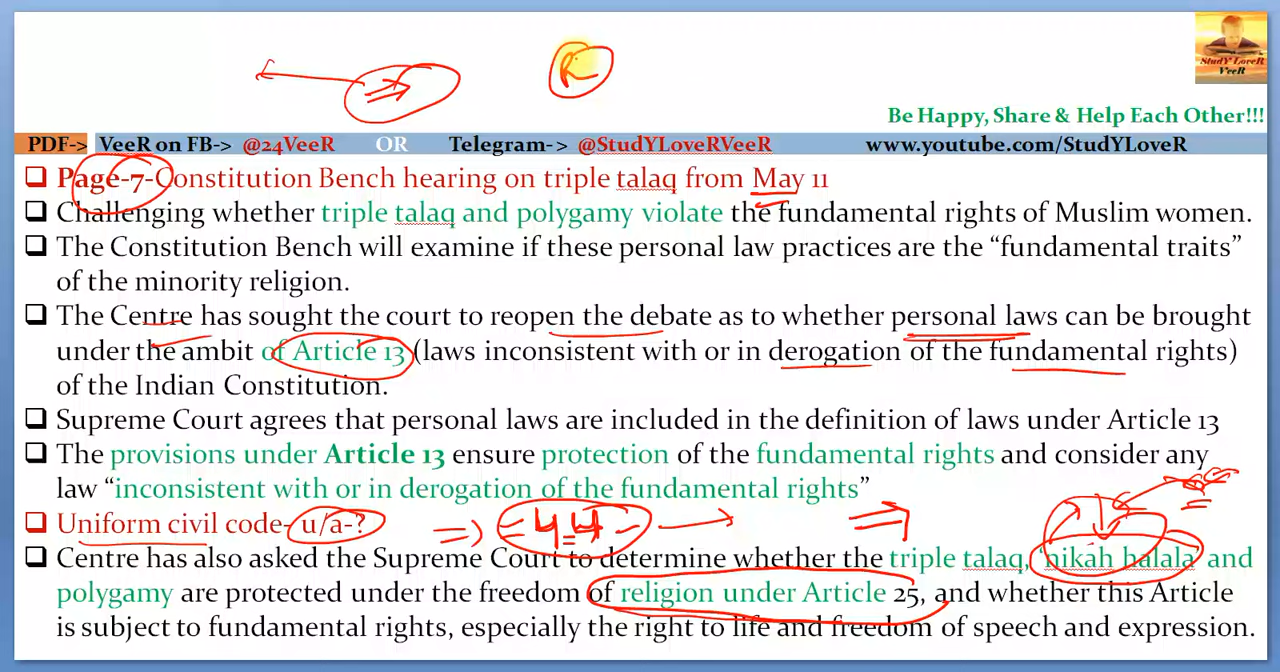 R
StudY LoveR
VeeR
Be Happy, Share & Help Each Other!!!
PDF-> VeeR on FB-> @24VeeR OR Telegram-> @StudYLoveRVeeR www.youtube.com/StudYLoveR
❑ Page-7-Constitution Bench hearing on triple talaq from May 11
❑ Challenging whether triple talaq and polygamy violate the fundamental rights of Muslim women.
❑ The Constitution Bench will examine if these personal law practices are the “fundamental traits”
of the minority religion.
❑ The Centre has sought the court to reopen the debate as to whether personal laws can be brought
under the ambit of Article 13 (laws inconsistent with or in derogation of the fundamental rights)
of the Indian Constitution.
❑ Supreme Court agrees that personal laws are included in the definition of laws under Article 13
❑ The provisions under Article 13 ensure protection of the fundamental rights and consider any
law “inconsistent with or in derogation of the fundamental rights”
❑ Uniform civil code- u/a-? ⇒ 44 → ⇒
❑ Centre has also asked the Supreme Court to determine whether the triple talaq, ‘nikah halala’ and
polygamy are protected under the freedom of religion under Article 25, and whether this Article
is subject to fundamental rights, especially the right to life and freedom of speech and expression.